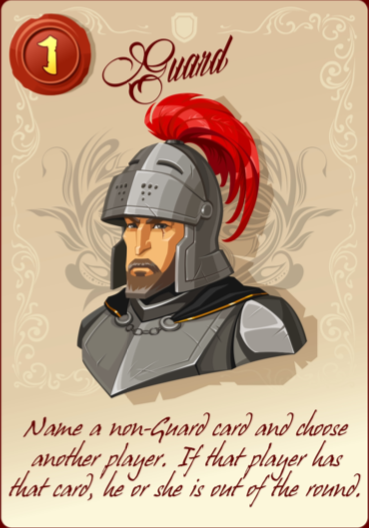 1
Guard
Name a non-Guard card and choose
another player. If that player has
that card, he or she is out of the round.